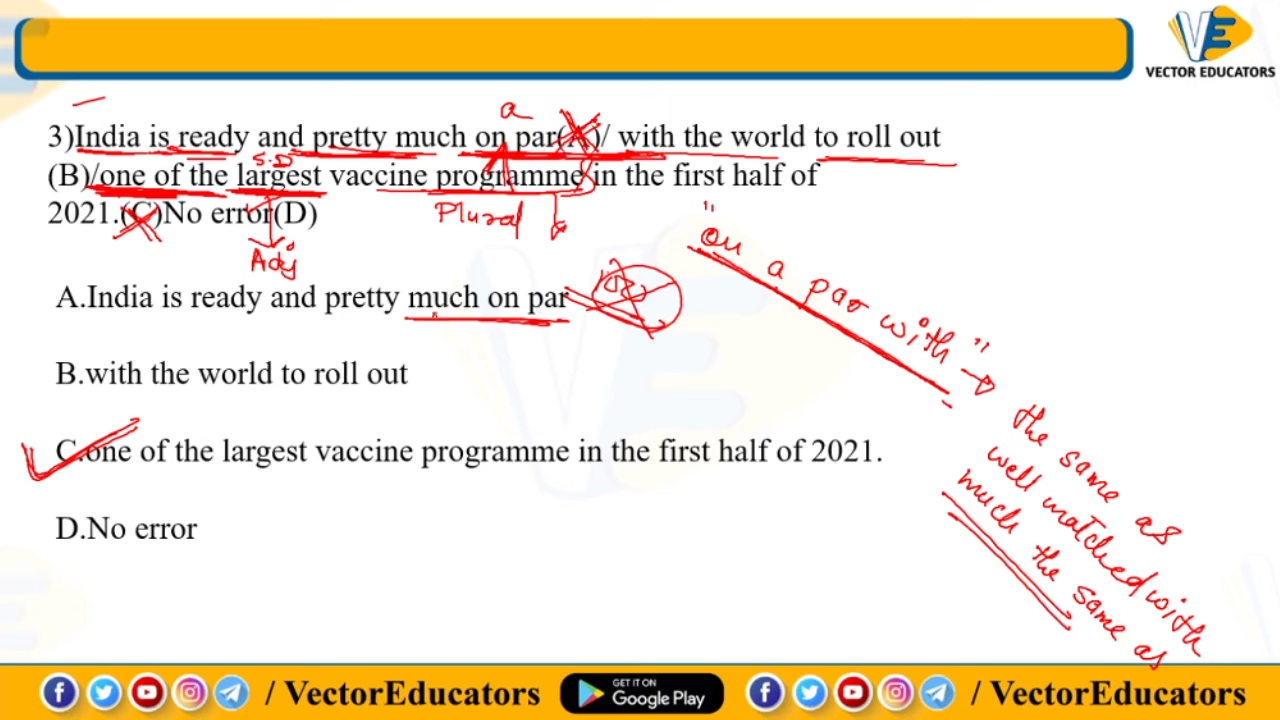 VE
VECTOR EDUCATORS
a
3)India is ready and pretty much on par(A)/ with the world to roll out
S.D
(B)/one of the largest vaccine programme in the first half of
2021.(C)No error(D)
Plural
Adj
"on a par with" →
the same as
well matched with
much the same as
A.India is ready and pretty much on par
B.with the world to roll out
C.one of the largest vaccine programme in the first half of 2021.
D.No error
/ VectorEducators
GET IT ON
Google Play
/ VectorEducators